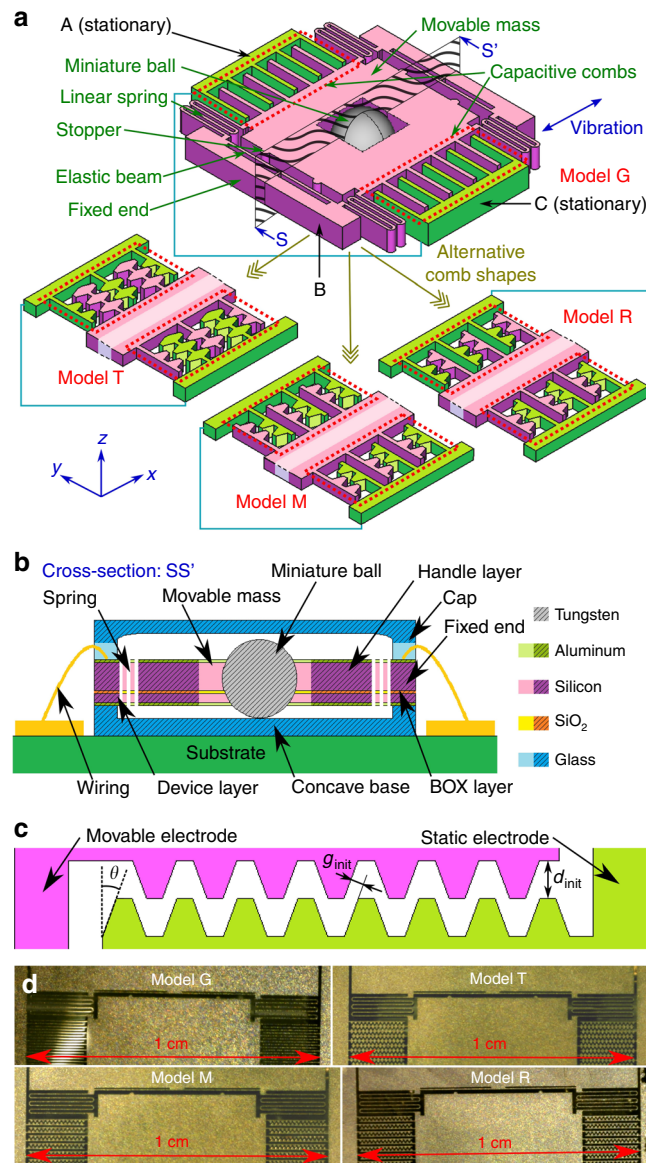 a
A (stationary)
Movable mass
S'
Miniature ball
Capacitive combs
Linear spring
Stopper
Vibration
Elastic beam
Model G
Fixed end
C (stationary)
S
Alternative
comb shapes
B
Model R
Model T
z
y
x
Model M
b
Cross-section: SS'
Miniature ball
Handle layer
Spring
Movable mass
Cap
Fixed end
Tungsten
Aluminum
Silicon
SiO2
Glass
Substrate
Wiring
Device layer
Concave base
BOX layer
c
Movable electrode
Static electrode
θ
ginit
dinit
d
Model G
Model T
1 cm
1 cm
Model M
Model R
1 cm
1 cm